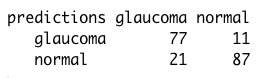 predictions glaucoma normal
glaucoma 77 11
normal 21 87